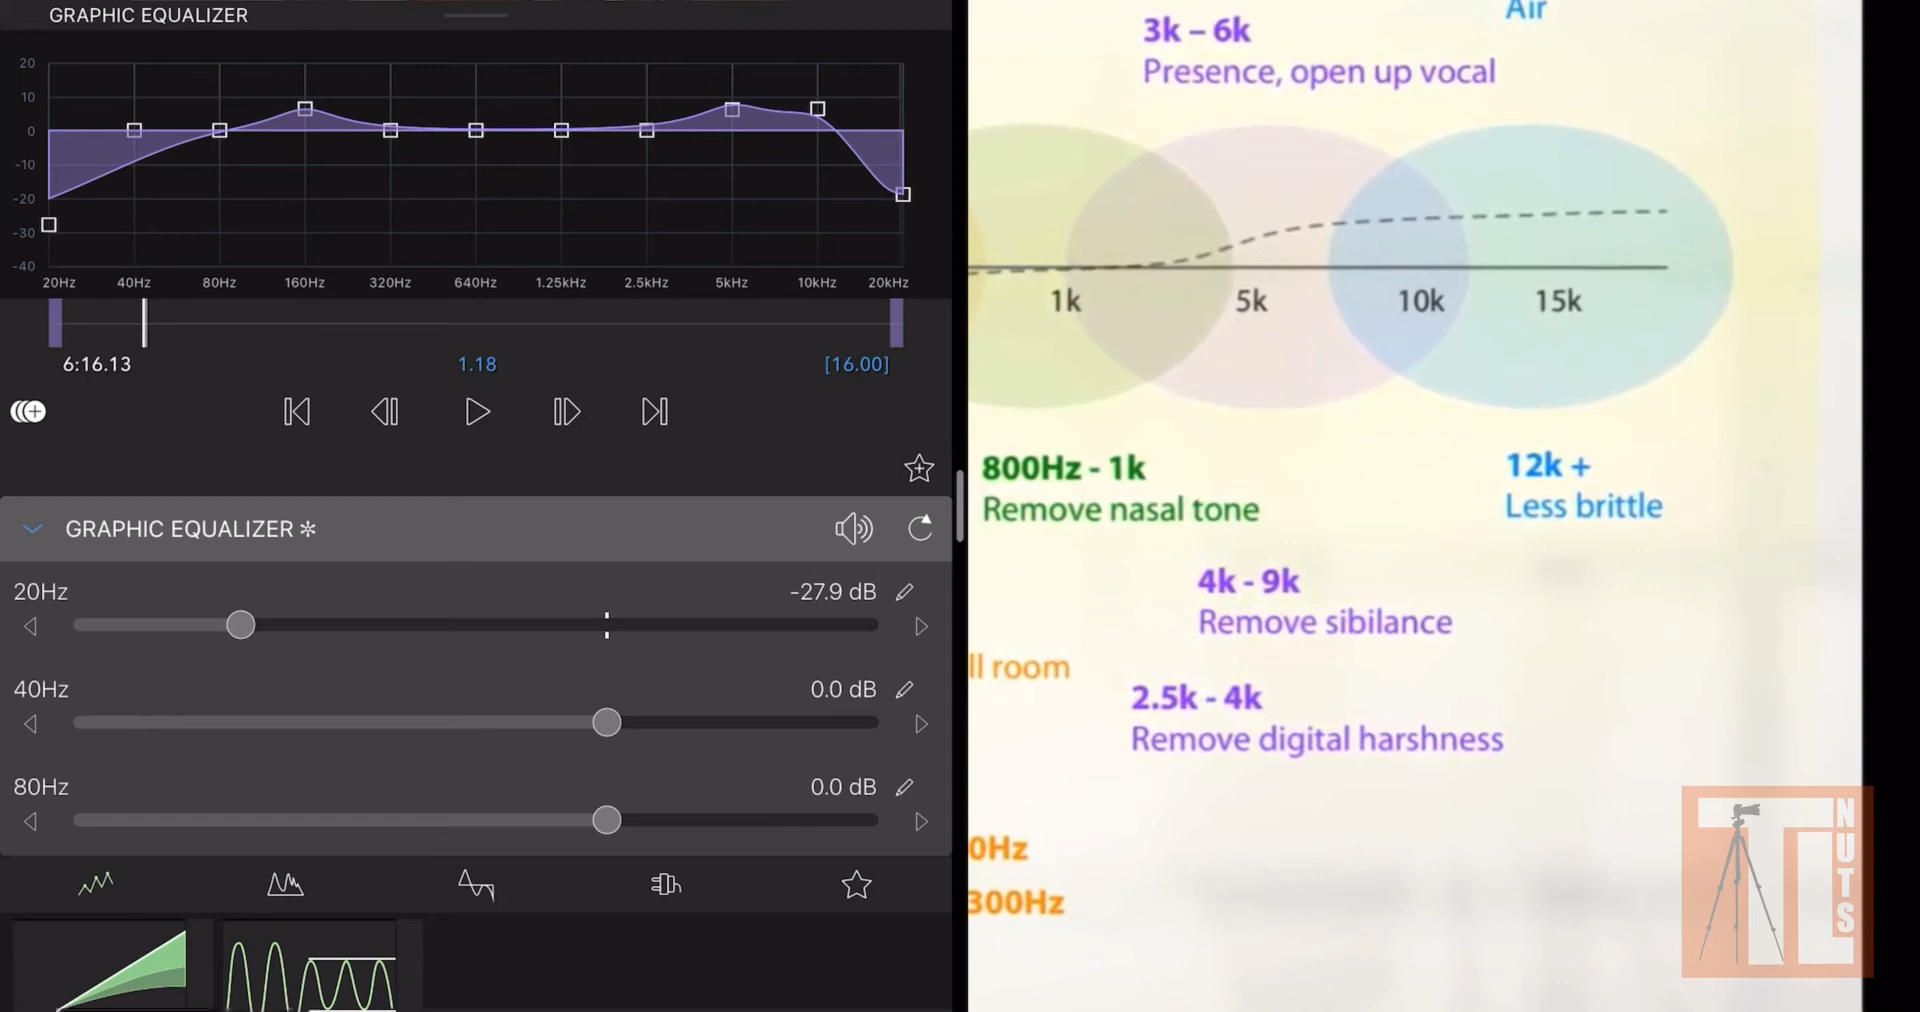 GRAPHIC EQUALIZER
20
10
0
-10
-20
-30
-40
20Hz 40Hz 80Hz 160Hz 320Hz 640Hz 1.25kHz 2.5kHz 5kHz 10kHz 20kHz
6:16.13 1.18 [16.00]
GRAPHIC EQUALIZER ✻
20Hz -27.9 dB
40Hz 0.0 dB
80Hz 0.0 dB
Air
3k – 6k
Presence, open up vocal
1k 5k 10k 15k
800Hz - 1k
Remove nasal tone
12k +
Less brittle
4k - 9k
Remove sibilance
ll room
2.5k - 4k
Remove digital harshness
0Hz
300Hz
TL
NUTS